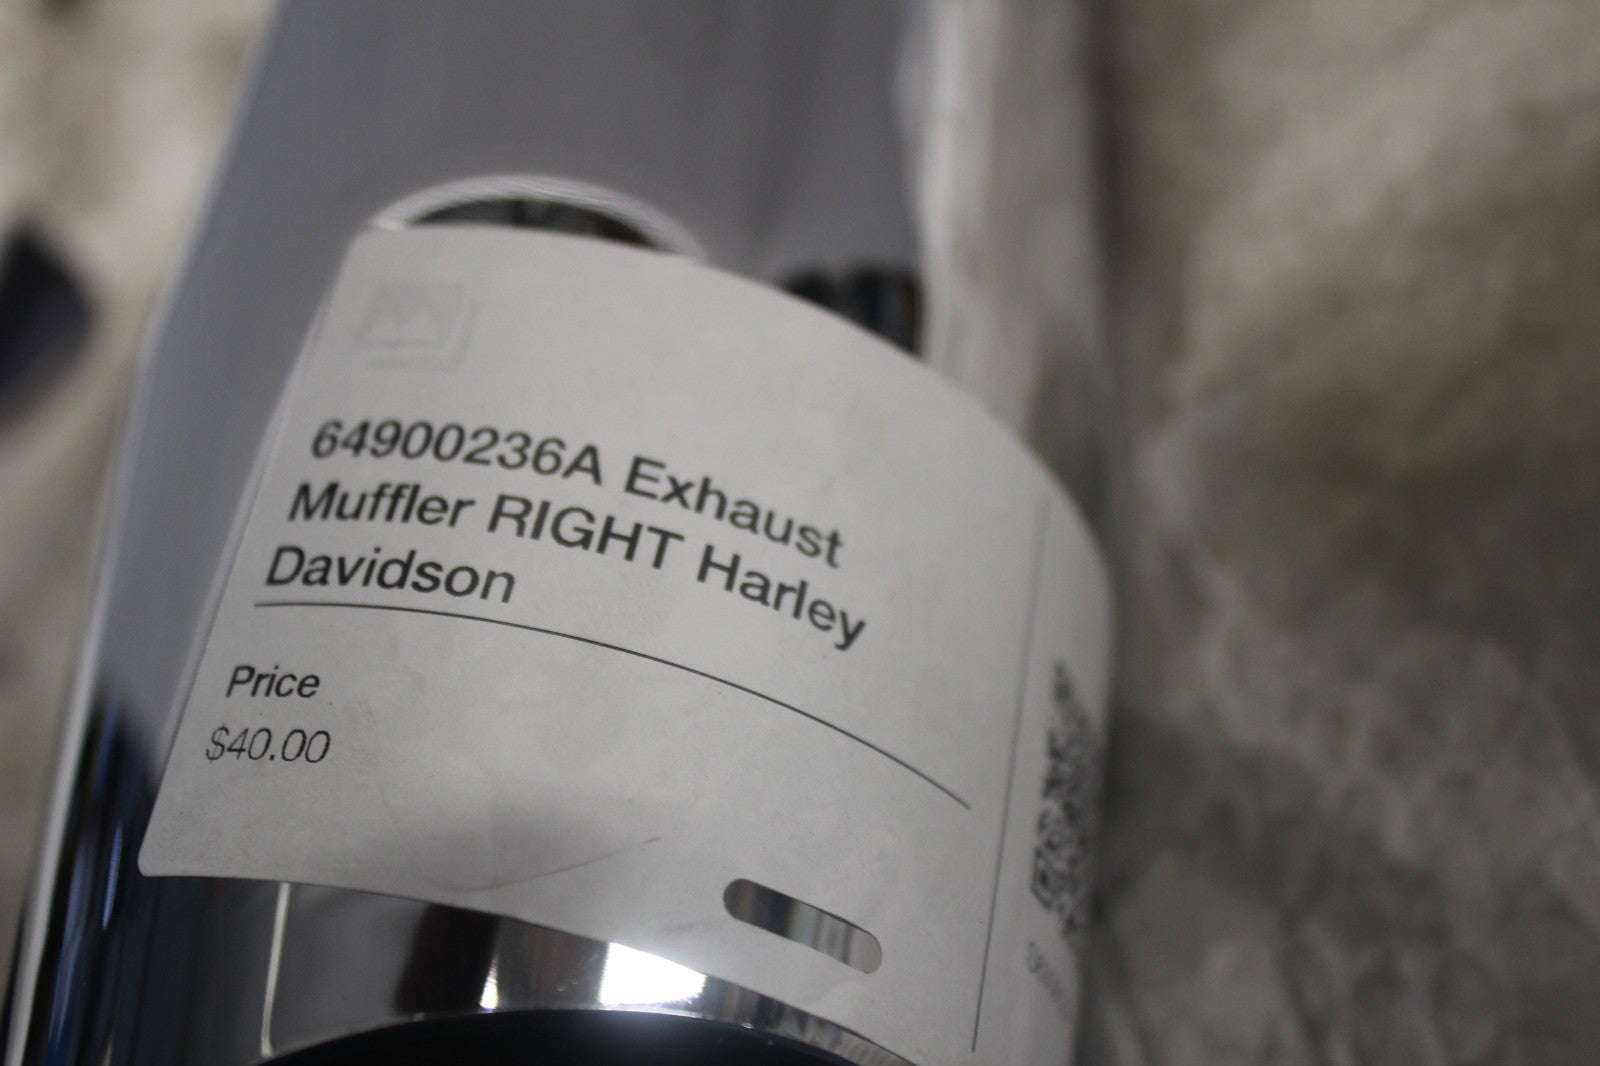 64900236A Exhaust
Muffler RIGHT Harley
Davidson
Price
$40.00